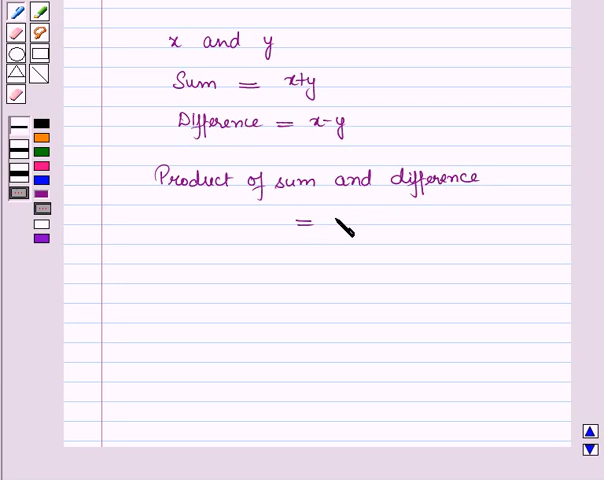 x and y
Sum = x+y
Difference = x-y
Product of sum and difference
=